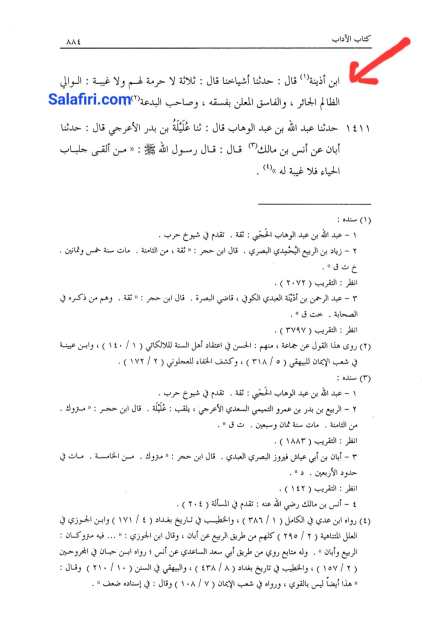 كتاب الآداب
٨٨٤
ابن أذينة(١) قال : حدثنا أشياخنا قال : ثلاثة لا حرمة لهم ولا غيبة : الوالي
الظالم الجائر ، والفاسق المعلن بفسقه ، وصاحب البدعة(٢)
Salafiri.com
١٤١١ حدثنا عبد الله بن عبد الوهاب قال : ثنا عُلَيْلَةُ بن بدر الأعرجي قال : حدثنا
أبان عن أنس بن مالك(٣) قال : قال رسول الله ﷺ : « من ألقى جلباب
الحياء فلا غيبة له »(٤) .
(١) سنده :
١ – عبد الله بن عبد الوهاب الحَجَبي : ثقة . تقدم في شيوخ حرب .
٢ – زياد بن الربيع اليُحْمِدي البصري . قال ابن حجر : « ثقة ، من الثامنة . مات سنة خمس وثمانين .
خ ت ق » .
انظر : التقريب ( ٢٠٧٢ ) .
٣ – عبد الرحمن بن أذَيْنَة العبدي الكوفي ، قاضي البصرة . قال ابن حجر : « ثقة . وهم من ذكره في
الصحابة . خت ق » .
انظر : التقريب ( ٣٧٩٧ ) .
(٢) روى هذا القول عن جماعة ، منهم : الحسن في اعتقاد أهل السنة للالكائي ( ١ / ١٤٠ ) ، وابن عيينة
في شعب الإيمان للبيهقي ( ٥ / ٣١٨ ) ، وكشف الخفاء للعجلوني ( ٢ / ١٧٢ ) .
(٣) سنده :
١ – عبد الله بن عبد الوهاب الحَجَبي : ثقة . تقدم في شيوخ حرب .
٢ – الربيع بن بدر بن عمرو التميمي السعدي الأعرجي ، يلقب : عُلَيْلَة . قال ابن حجر : « متروك .
من الثامنة . مات سنة ثمان وسبعين . ت ق » .
انظر : التقريب ( ١٨٨٣ ) .
٣ – أبان بن أبي عياش فيروز البصري العبدي . قال ابن حجر : « متروك . من الخامسة . مات في
حدود الأربعين . د » .
انظر : التقريب ( ١٤٢ ) .
٤ – أنس بن مالك رضي الله عنه : تقدم في المسألة ( ٢٠٤ ) .
(٤) رواه ابن عدي في الكامل ( ١ / ٣٨٦ ) ، والخطيب في تاريخ بغداد ( ٤ / ١٧١ ) وابن الجوزي في
العلل المتناهية ( ٢ / ٢٩٥ ) كلهم من طريق الربيع عن أبان ، وقال ابن الجوزي : « ... فيه متروكان :
الربيع وأبان » . وله متابع روي من طريق أبي سعد الساعدي عن أنس ؛ رواه ابن حبان في المجروحين
( ٢ / ١٥٧ ) ، والخطيب في تاريخ بغداد ( ٨ / ٤٣٨ ) ، والبيهقي في السنن ( ١٠ / ٢١٠ ) وقال :
« هذا أيضاً ليس بالقوي ، ورواه في شعب الإيمان ( ٧ / ١٠٨ ) وقال : في إسناده ضعف » .